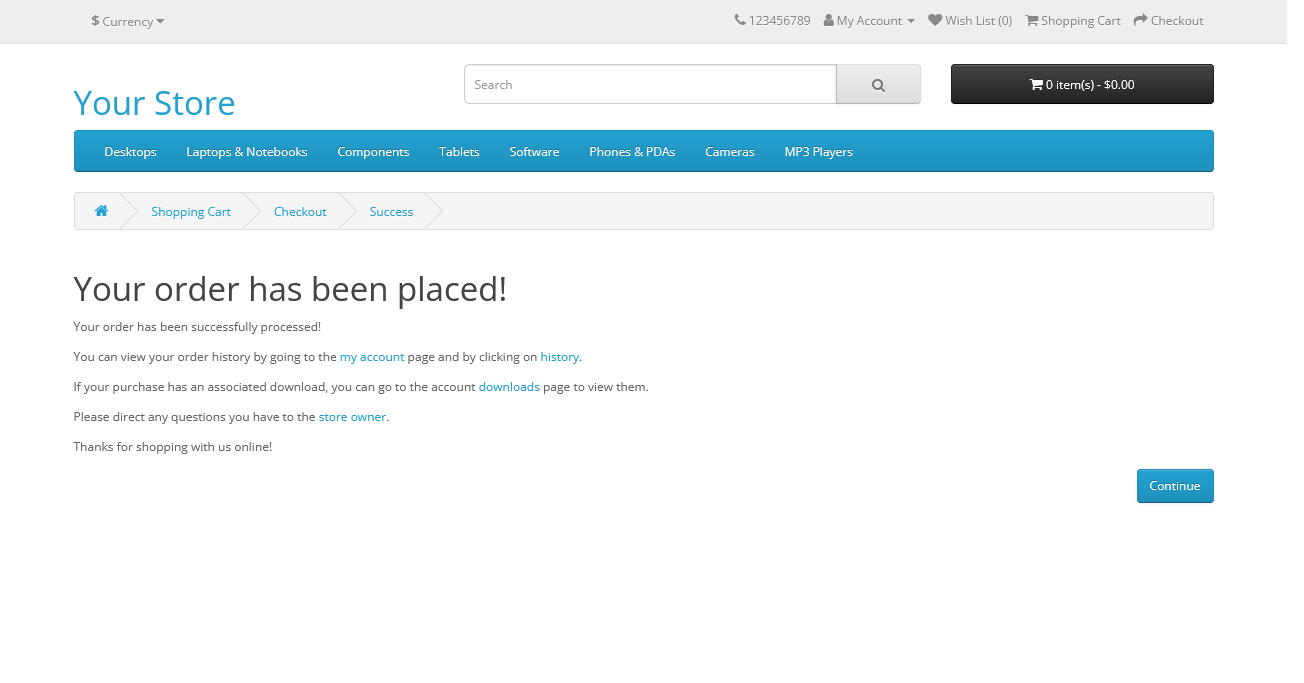 $ Currency
123456789 My Account Wish List (0) Shopping Cart Checkout
Your Store
Search
0 item(s) - $0.00
Desktops Laptops & Notebooks Components Tablets Software Phones & PDAs Cameras MP3 Players
Shopping Cart Checkout Success
Your order has been placed!
Your order has been successfully processed!
You can view your order history by going to the my account page and by clicking on history.
If your purchase has an associated download, you can go to the account downloads page to view them.
Please direct any questions you have to the store owner.
Thanks for shopping with us online!
Continue